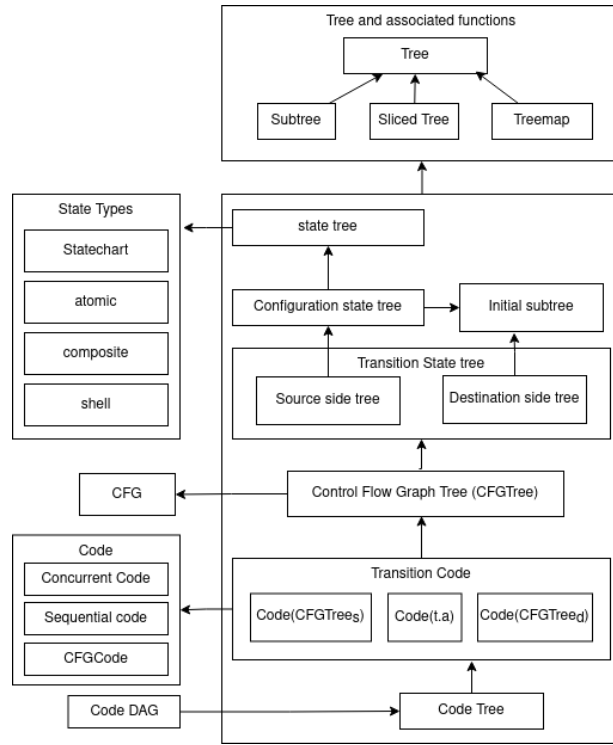 Tree and associated functions
Tree
Subtree
Sliced Tree
Treemap
State Types
Statechart
atomic
composite
shell
state tree
Configuration state tree
Initial subtree
Transition State tree
Source side tree
Destination side tree
CFG
Control Flow Graph Tree (CFGTree)
Code
Concurrent Code
Sequential code
CFGCode
Transition Code
Code(CFGTrees)
Code(t.a)
Code(CFGTreed)
Code DAG
Code Tree